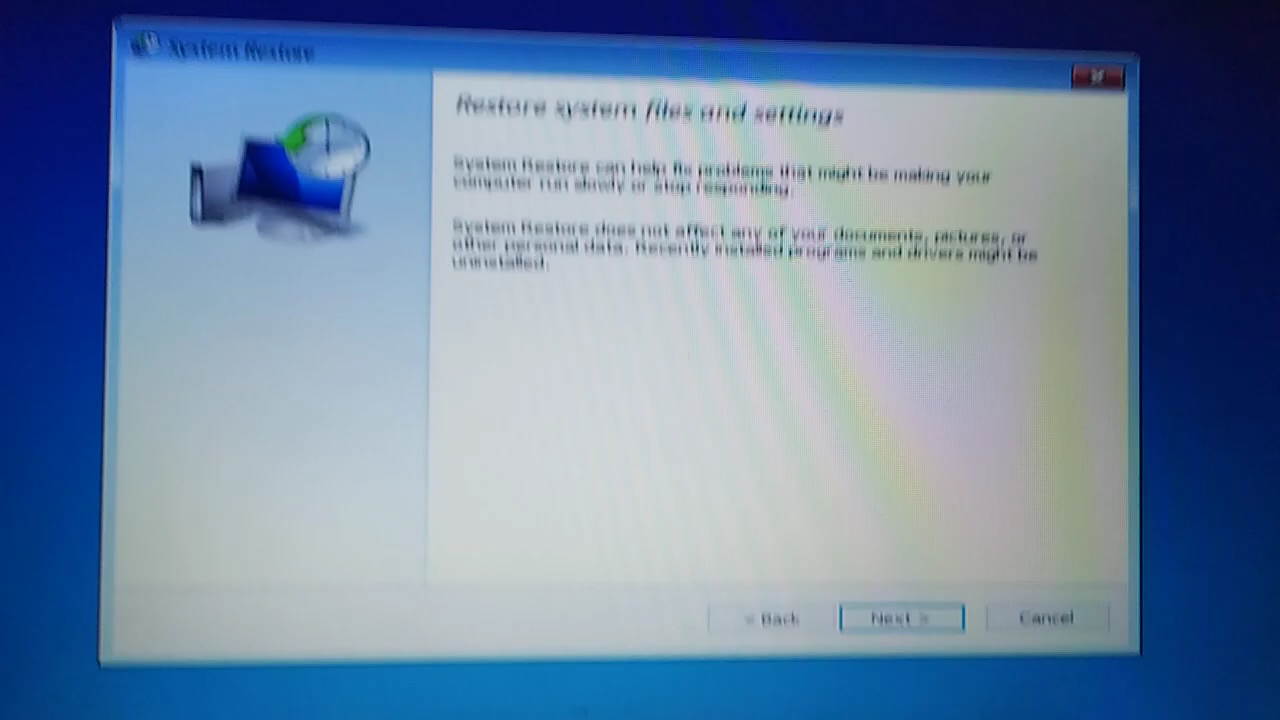 System Restore
Restore system files and settings
System Restore can help fix problems that might be making your
computer run slowly or stop responding.
System Restore does not affect any of your documents, pictures, or
other personal data. Recently installed programs and drivers might be
uninstalled.
< Back
Next >
Cancel